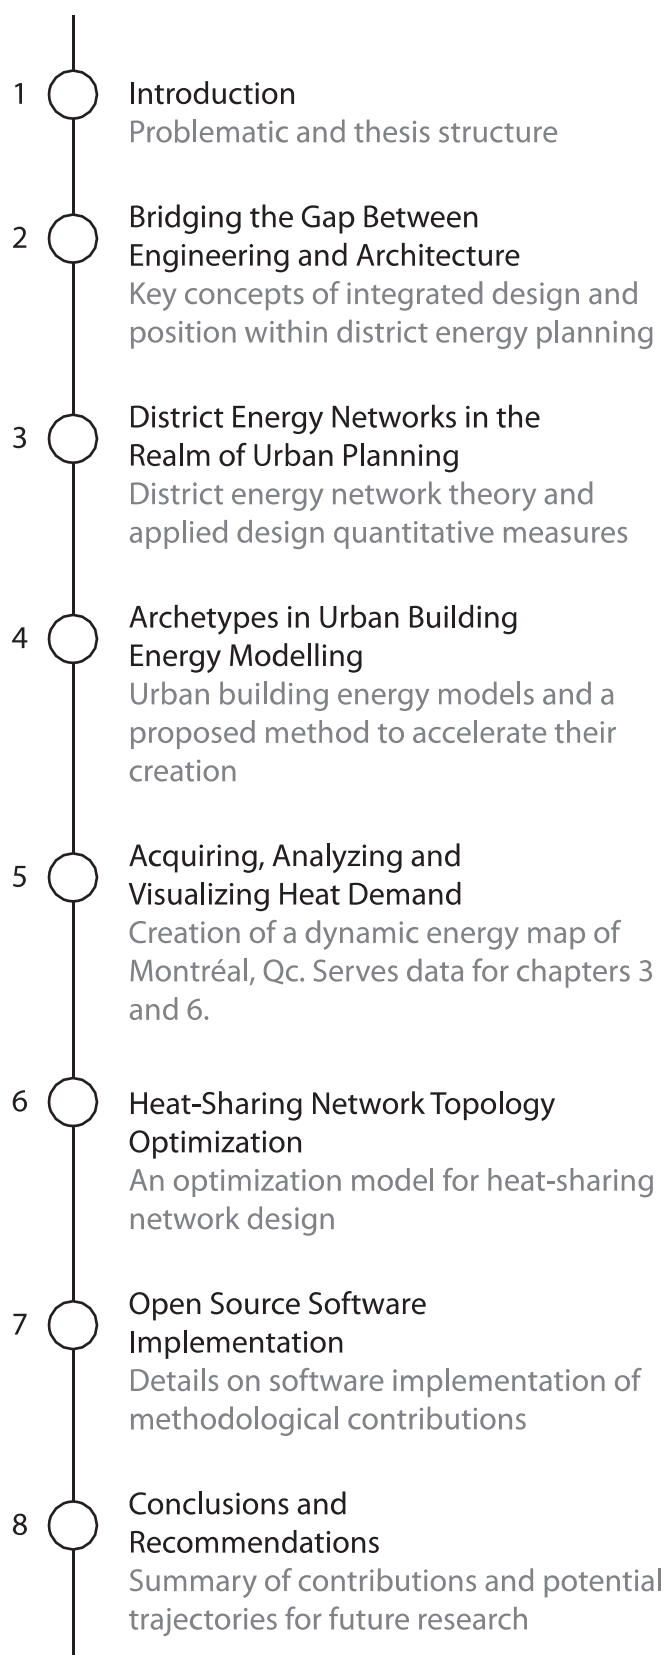 1 Introduction
Problematic and thesis structure
Bridging the Gap Between
2 Engineering and Architecture
Key concepts of integrated design and
position within district energy planning
District Energy Networks in the
3 Realm of Urban Planning
District energy network theory and
applied design quantitative measures
Archetypes in Urban Building
4 Energy Modelling
Urban building energy models and a
proposed method to accelerate their
creation
Acquiring, Analyzing and
5 Visualizing Heat Demand
Creation of a dynamic energy map of
Montréal, Qc. Serves data for chapters 3
and 6.
6 Heat-Sharing Network Topology
Optimization
An optimization model for heat-sharing
network design
Open Source Software
7 Implementation
Details on software implementation of
methodological contributions
Conclusions and
8 Recommendations
Summary of contributions and potential
trajectories for future research